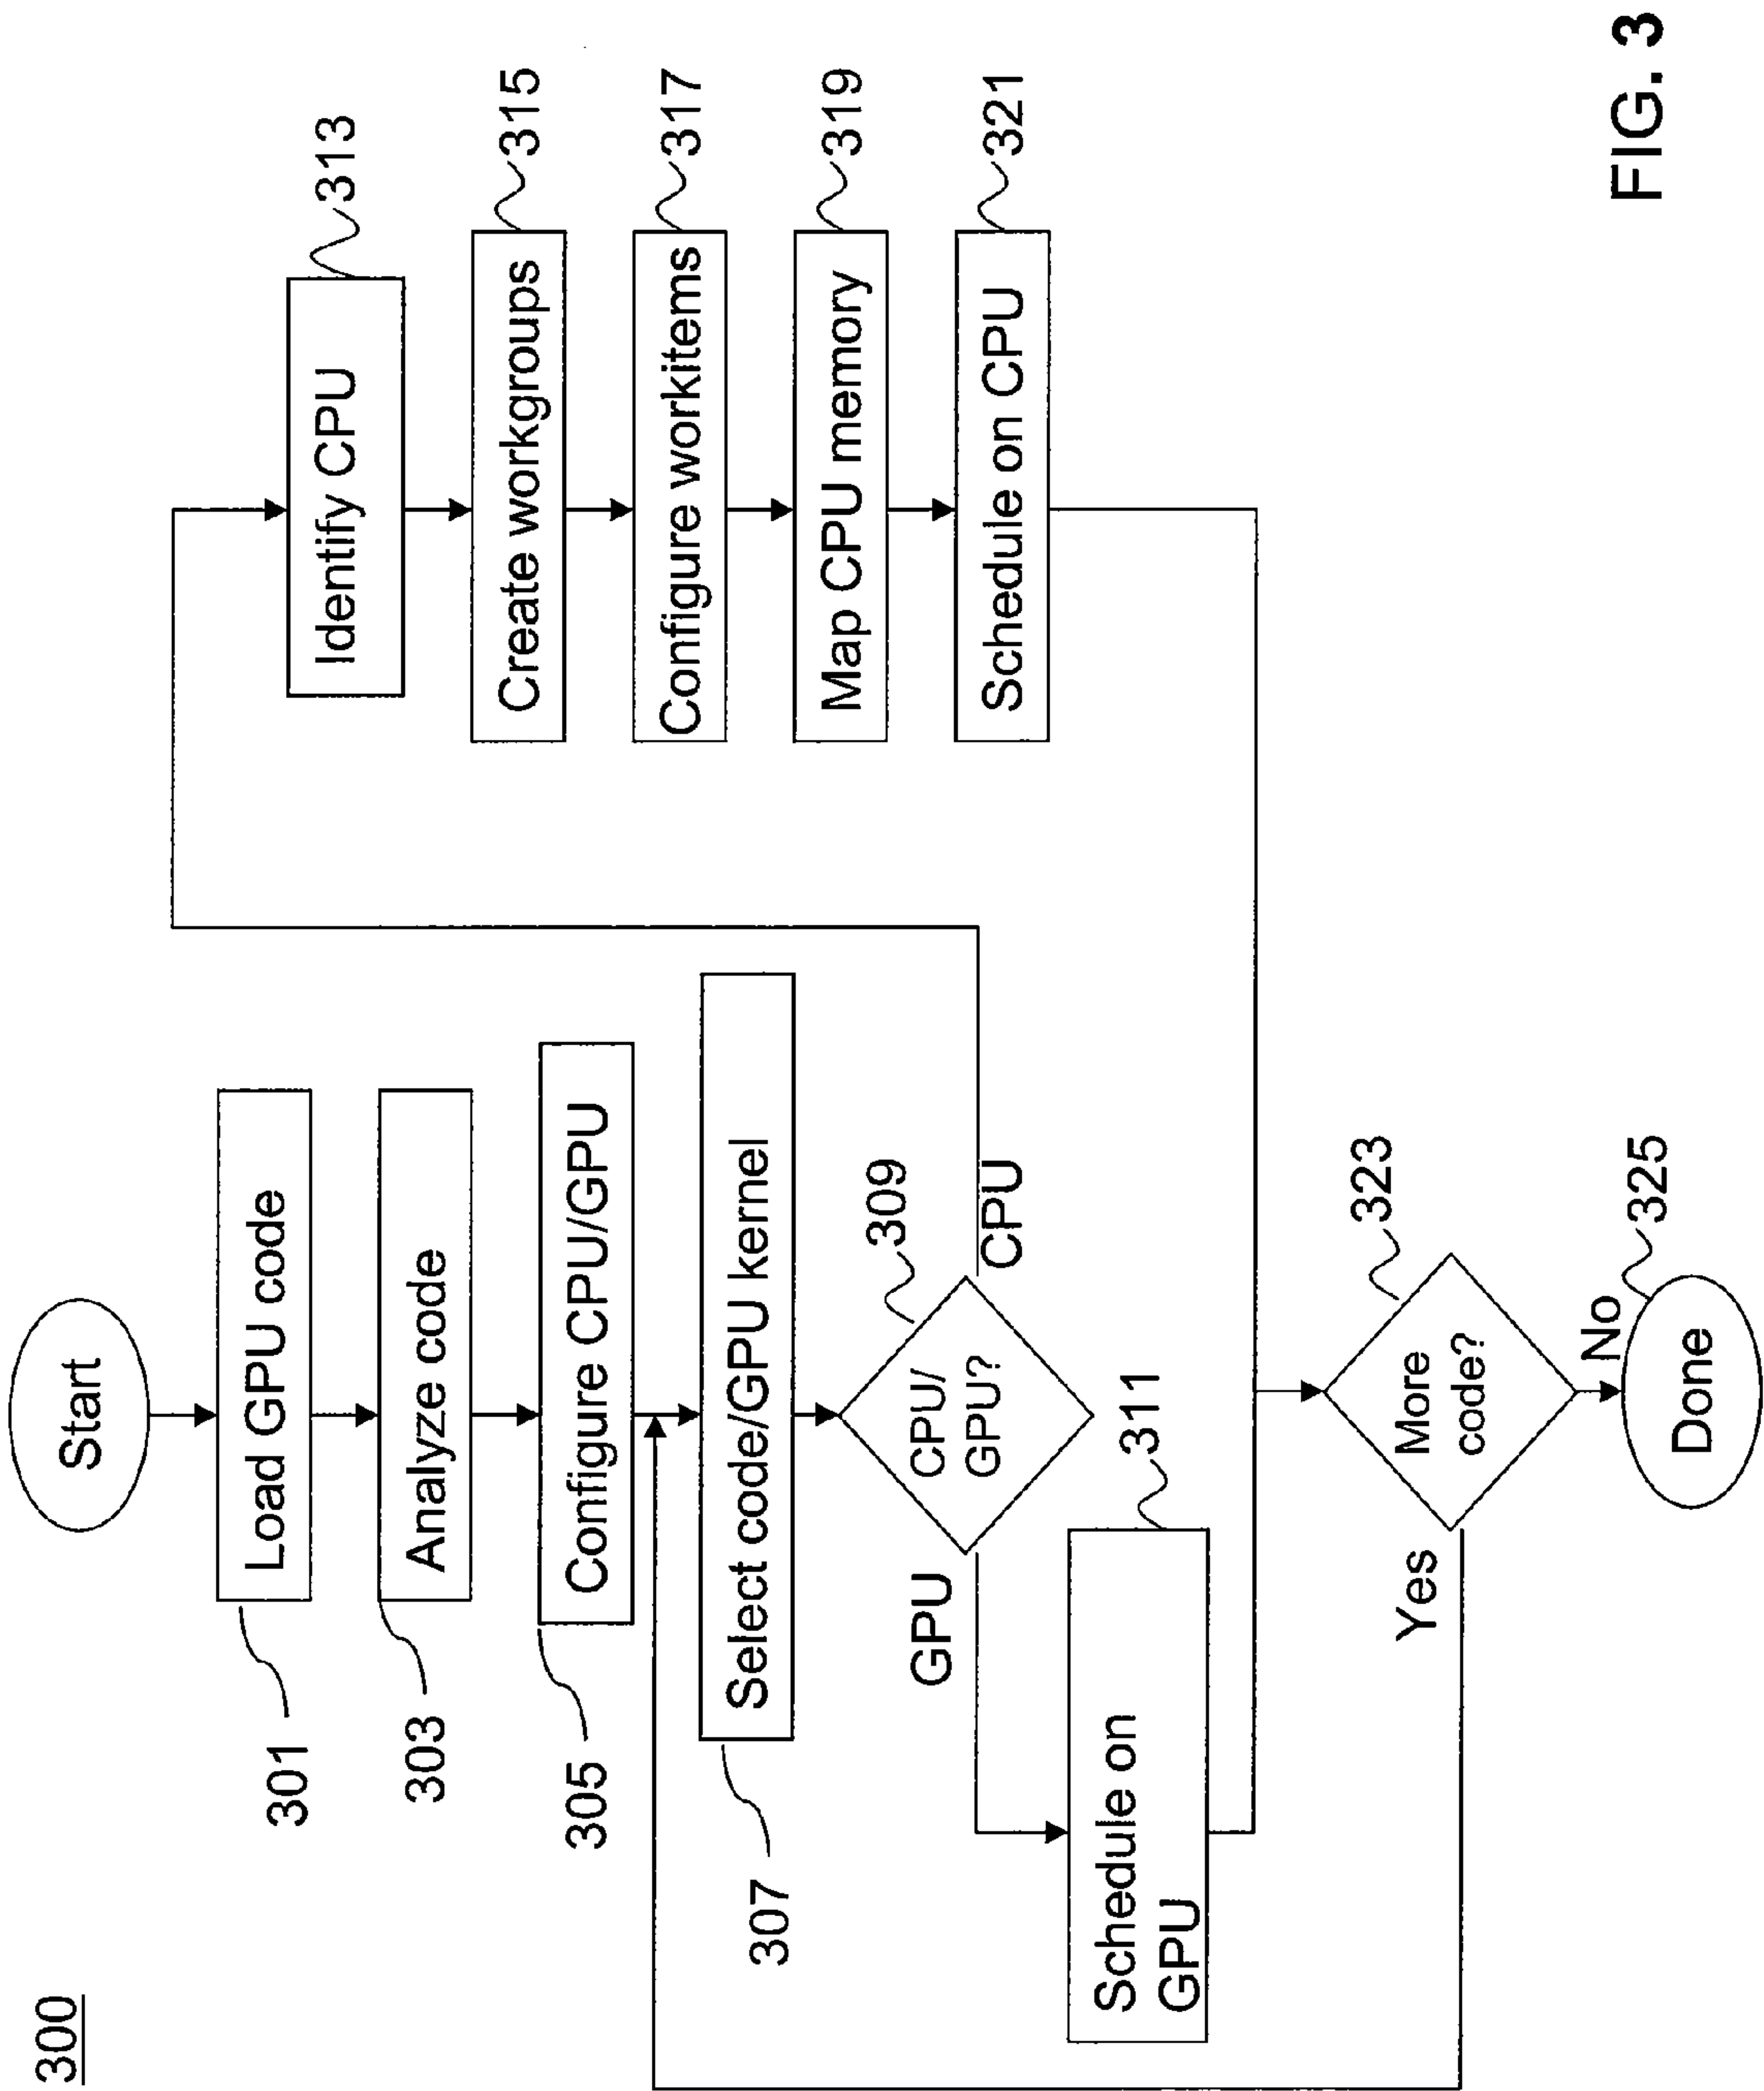 300
Start
301
Load GPU code
303
Analyze code
305
Configure CPU/GPU
307
Select code/GPU kernel
309
CPU/
GPU?
GPU
CPU
311
Schedule on
GPU
313
Identify CPU
315
Create workgroups
317
Configure workitems
319
Map CPU memory
321
Schedule on CPU
323
More
code?
Yes
No
325
Done
FIG. 3